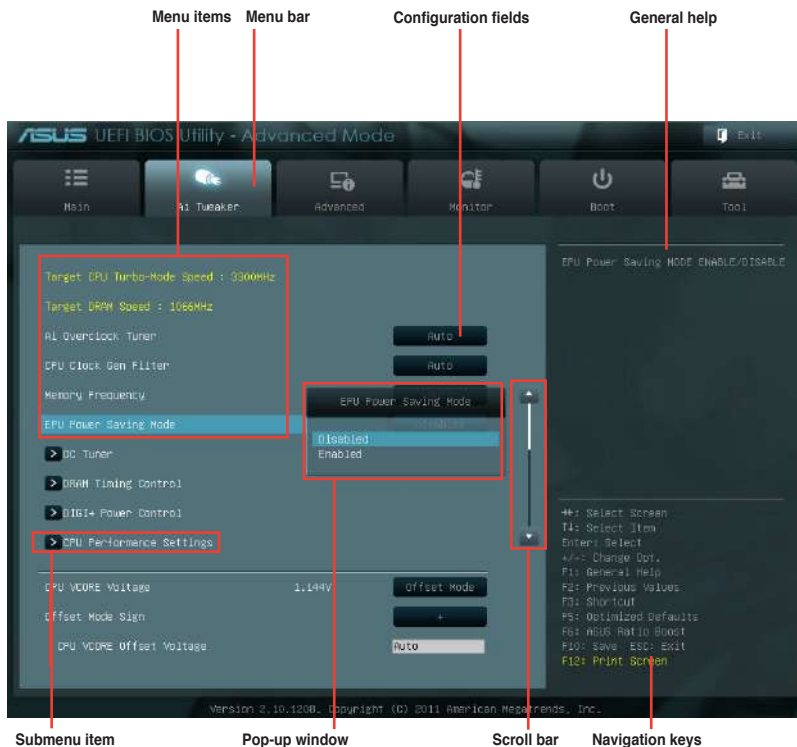 Menu items Menu bar Configuration fields General help
ASUS UEFI BIOS Utility - Advanced Mode Exit
Main Ai Tweaker Advanced Monitor Boot Tool
EPU Power Saving MODE ENABLE/DISABLE
Target CPU Turbo-Mode Speed : 3300MHz
Target DRAM Speed : 1066MHz
Ai Overclock Tuner Auto
CPU Clock Gen Filter Auto
Memory Frequency
EPU Power Saving Mode Disabled
EPU Power Saving Mode
Disabled
Enabled
> OC Tuner
> DRAM Timing Control
> DIGI+ Power Control
> CPU Performance Settings
CPU VCORE Voltage 1.144V Offset Mode
Offset Mode Sign +
CPU VCORE Offset Voltage Auto
→←: Select Screen
↑↓: Select Item
Enter: Select
+/-: Change Opt.
F1: General Help
F2: Previous Values
F3: Shortcut
F5: Optimized Defaults
F6: ASUS Ratio Boost
F10: Save ESC: Exit
F12: Print Screen
Version 2.10.1208. Copyright (C) 2011 American Megatrends, Inc.
Submenu item Pop-up window Scroll bar Navigation keys